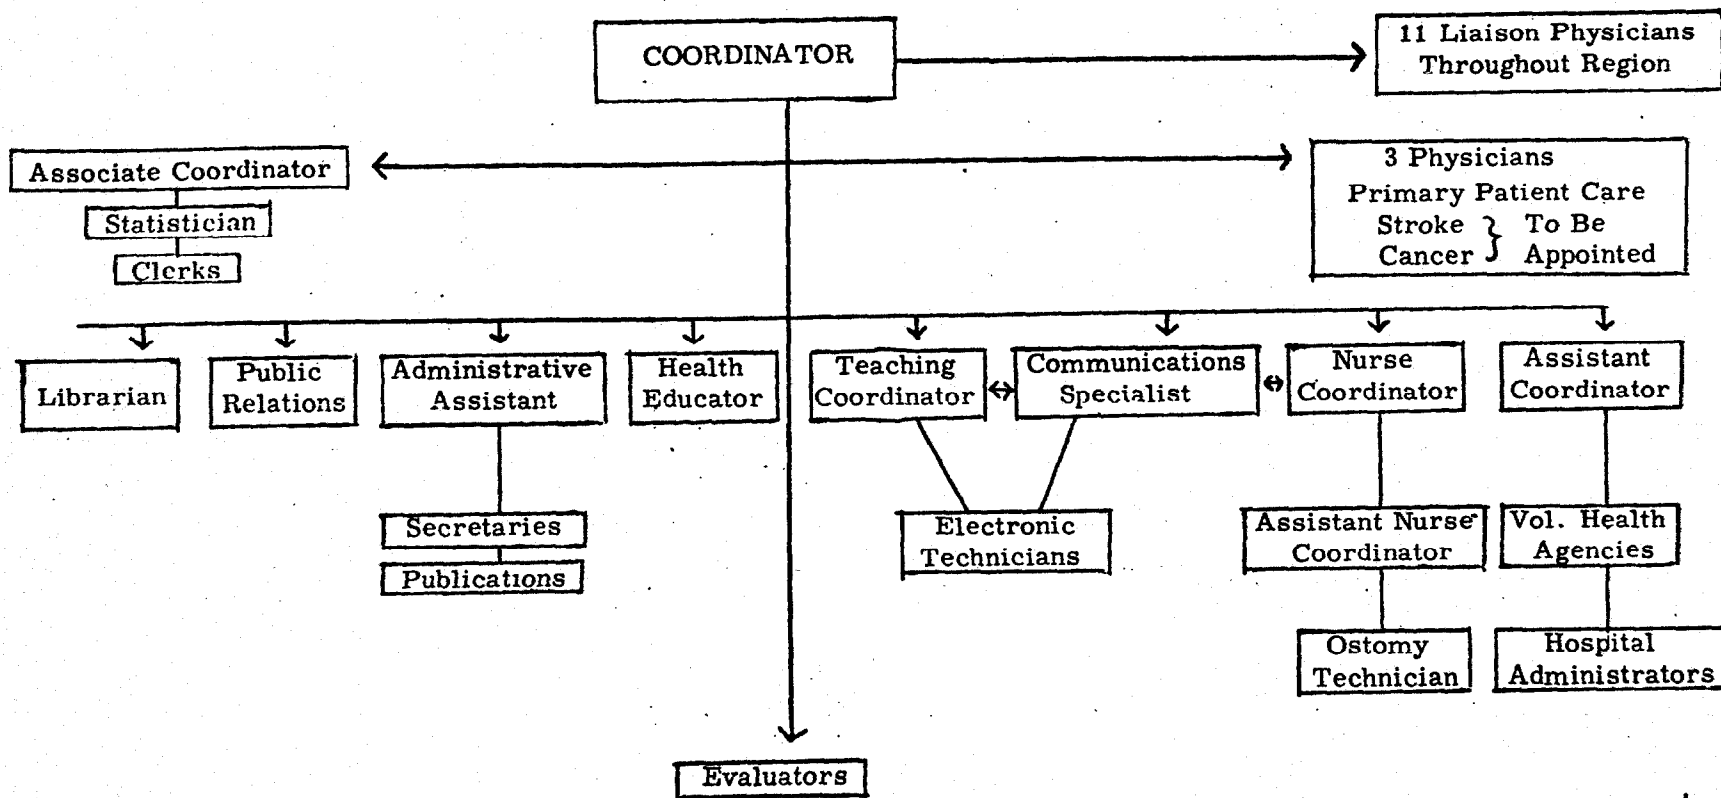 COORDINATOR
11 Liaison Physicians
Throughout Region
Associate Coordinator
Statistician
Clerks
3 Physicians
Primary Patient Care
Stroke } To Be
Cancer } Appointed
Librarian
Public
Relations
Administrative
Assistant
Health
Educator
Teaching
Coordinator
Communications
Specialist
Nurse
Coordinator
Assistant
Coordinator
Secretaries
Publications
Electronic
Technicians
Assistant Nurse
Coordinator
Vol. Health
Agencies
Ostomy
Technician
Hospital
Administrators
Evaluators